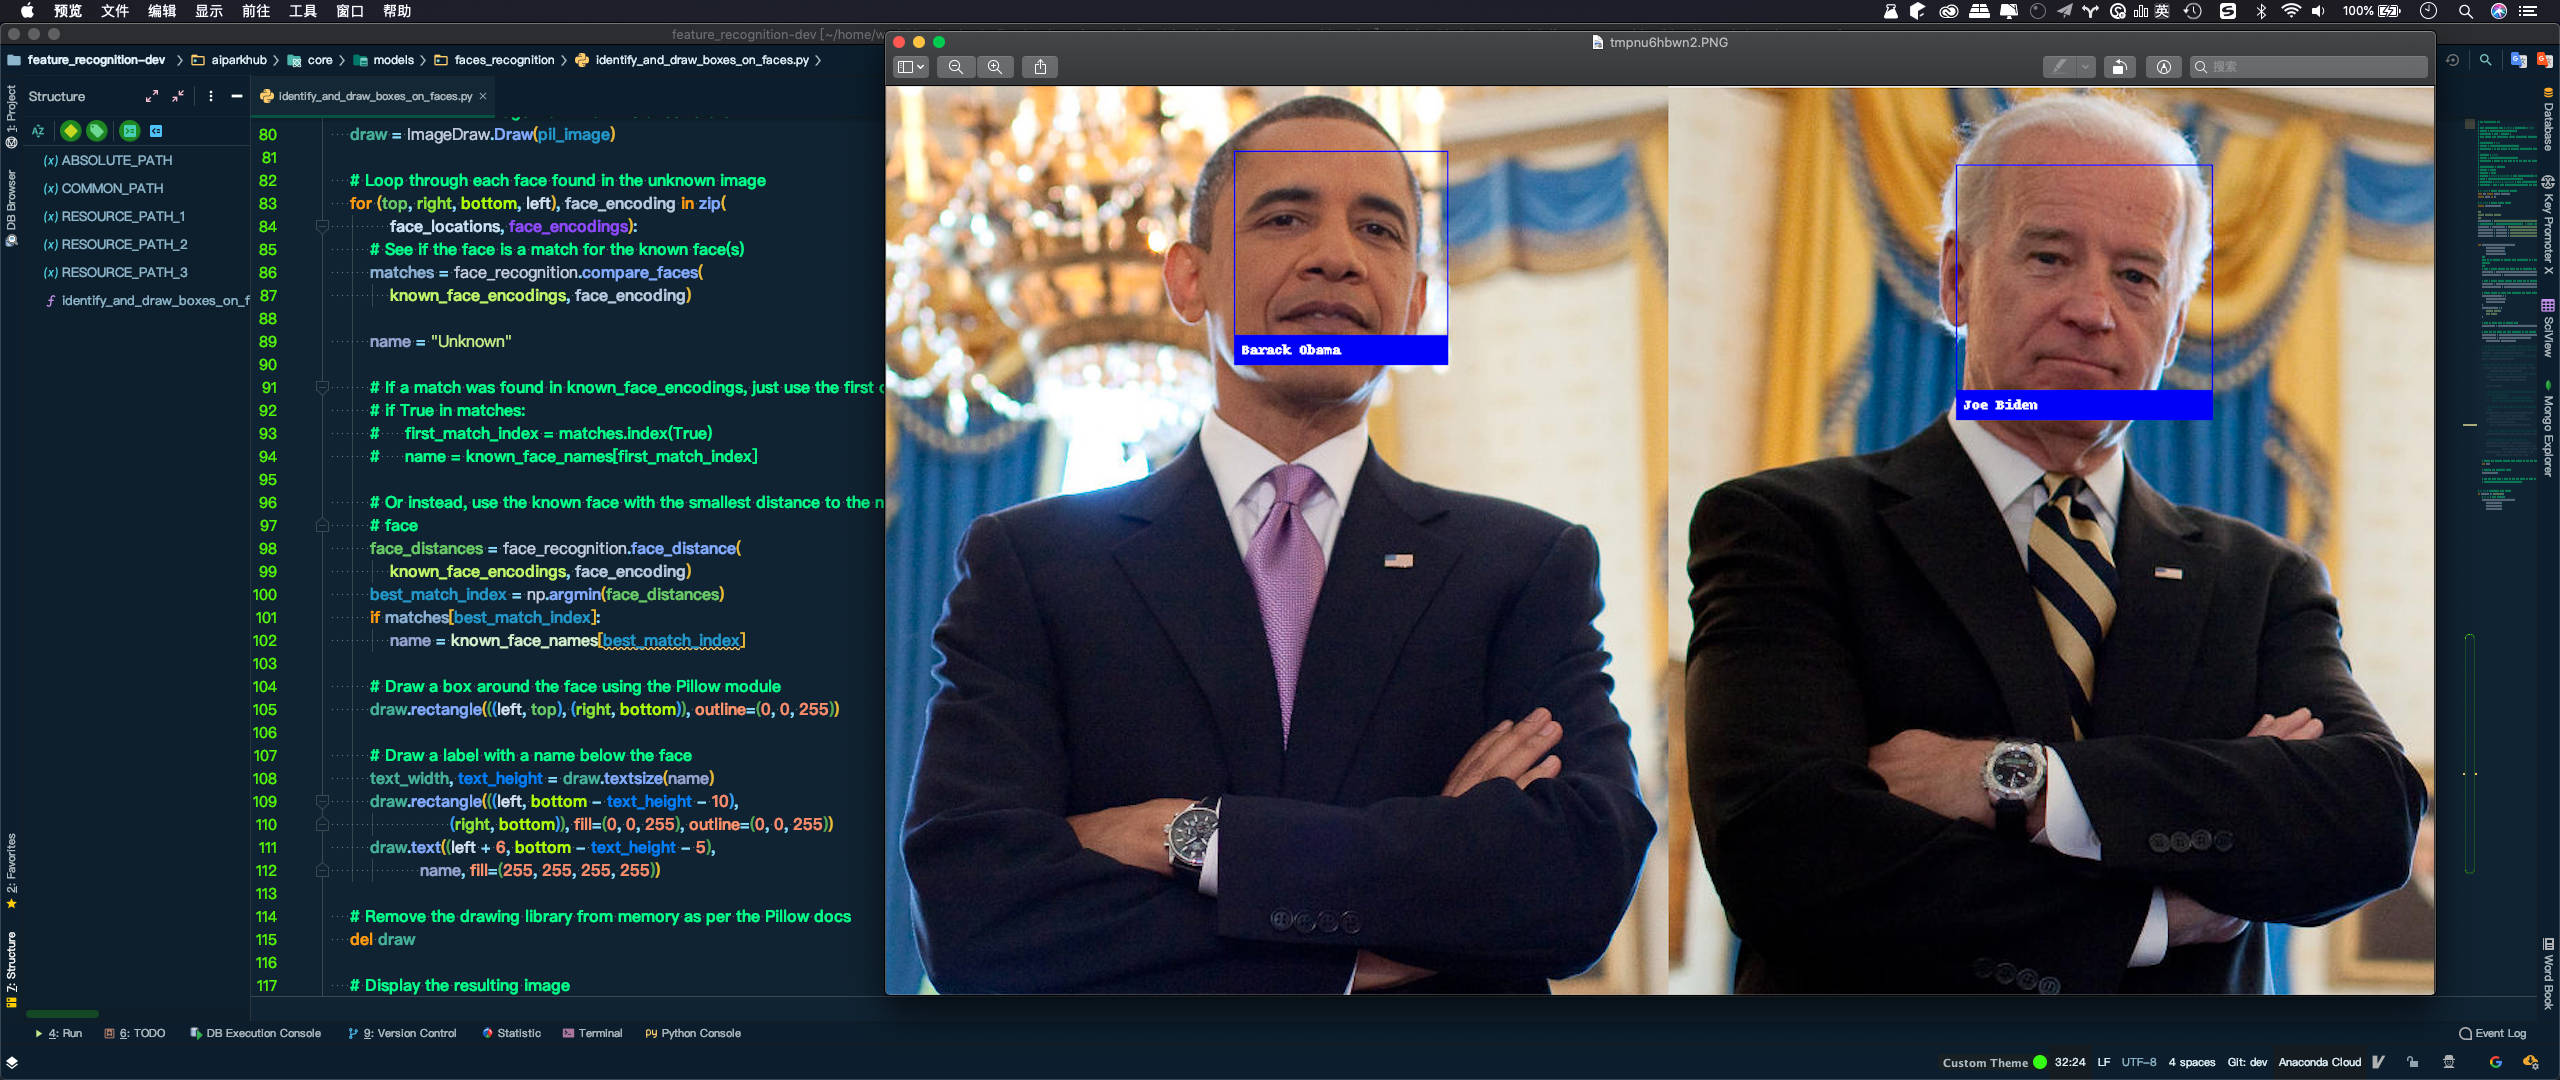 预览 文件 编辑 显示 前往 工具 窗口 帮助
英
100%
feature_recognition-dev [~/home/w
feature_recognition-dev
aiparkhub
core
models
faces_recognition
identify_and_draw_boxes_on_faces.py
1: Project
DB Browser
2: Favorites
7: Structure
Structure
ABSOLUTE_PATH
COMMON_PATH
RESOURCE_PATH_1
RESOURCE_PATH_2
RESOURCE_PATH_3
identify_and_draw_boxes_on_f
identify_and_draw_boxes_on_faces.py
80 draw = ImageDraw.Draw(pil_image)
81
82 # Loop through each face found in the unknown image
83 for (top, right, bottom, left), face_encoding in zip(
84 face_locations, face_encodings):
85 # See if the face is a match for the known face(s)
86 matches = face_recognition.compare_faces(
87 known_face_encodings, face_encoding)
88
89 name = "Unknown"
90
91 # If a match was found in known_face_encodings, just use the first
92 # if True in matches:
93 # first_match_index = matches.index(True)
94 # name = known_face_names[first_match_index]
95
96 # Or instead, use the known face with the smallest distance to the n
97 # face
98 face_distances = face_recognition.face_distance(
99 known_face_encodings, face_encoding)
100 best_match_index = np.argmin(face_distances)
101 if matches[best_match_index]:
102 name = known_face_names[best_match_index]
103
104 # Draw a box around the face using the Pillow module
105 draw.rectangle(((left, top), (right, bottom)), outline=(0, 0, 255))
106
107 # Draw a label with a name below the face
108 text_width, text_height = draw.textsize(name)
109 draw.rectangle(((left, bottom - text_height - 10),
110 (right, bottom)), fill=(0, 0, 255), outline=(0, 0, 255))
111 draw.text((left + 6, bottom - text_height - 5),
112 name, fill=(255, 255, 255, 255))
113
114 # Remove the drawing library from memory as per the Pillow docs
115 del draw
116
117 # Display the resulting image
tmpnu6hbwn2.PNG
搜索
Barack Obama
Joe Biden
Database
Key Promoter X
SciView
Mongo Explorer
Word Book
4: Run
6: TODO
DB Execution Console
9: Version Control
Statistic
Terminal
Python Console
Event Log
Custom Theme
32:24
LF
UTF-8
4 spaces
Git: dev
Anaconda Cloud